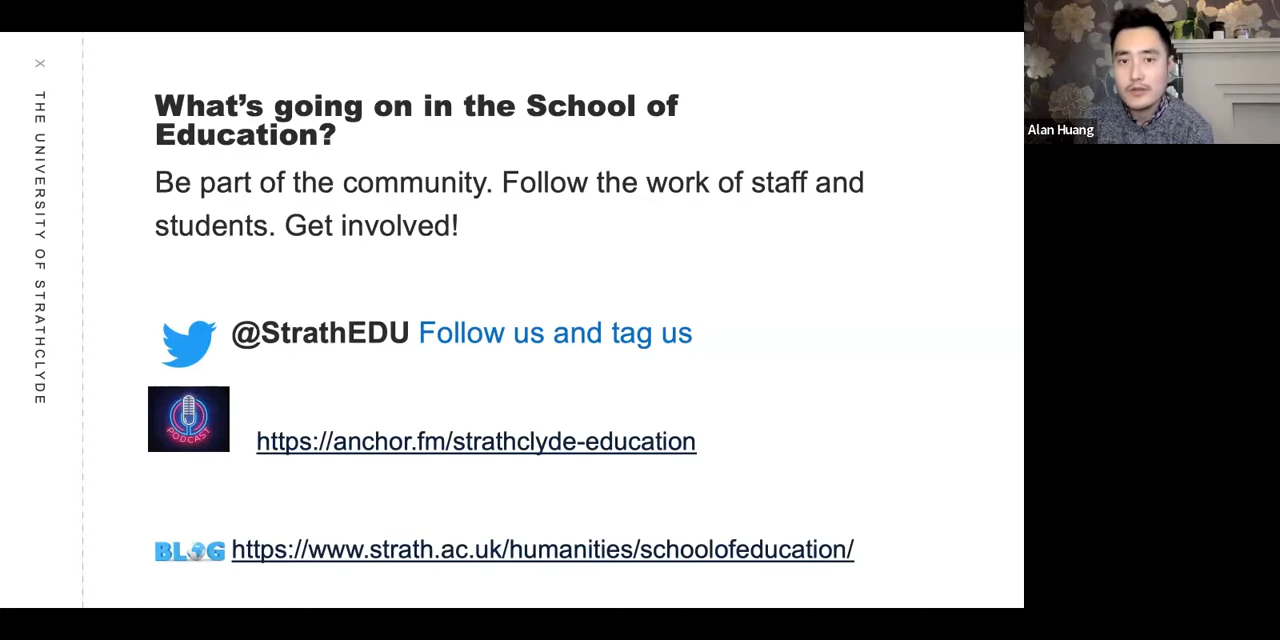 X
THE UNIVERSITY OF STRATHCLYDE
What's going on in the School of
Education?
Be part of the community. Follow the work of staff and
students. Get involved!
@StrathEDU Follow us and tag us
PODCAST
https://anchor.fm/strathclyde-education
BLOG https://www.strath.ac.uk/humanities/schoolofeducation/
Alan Huang